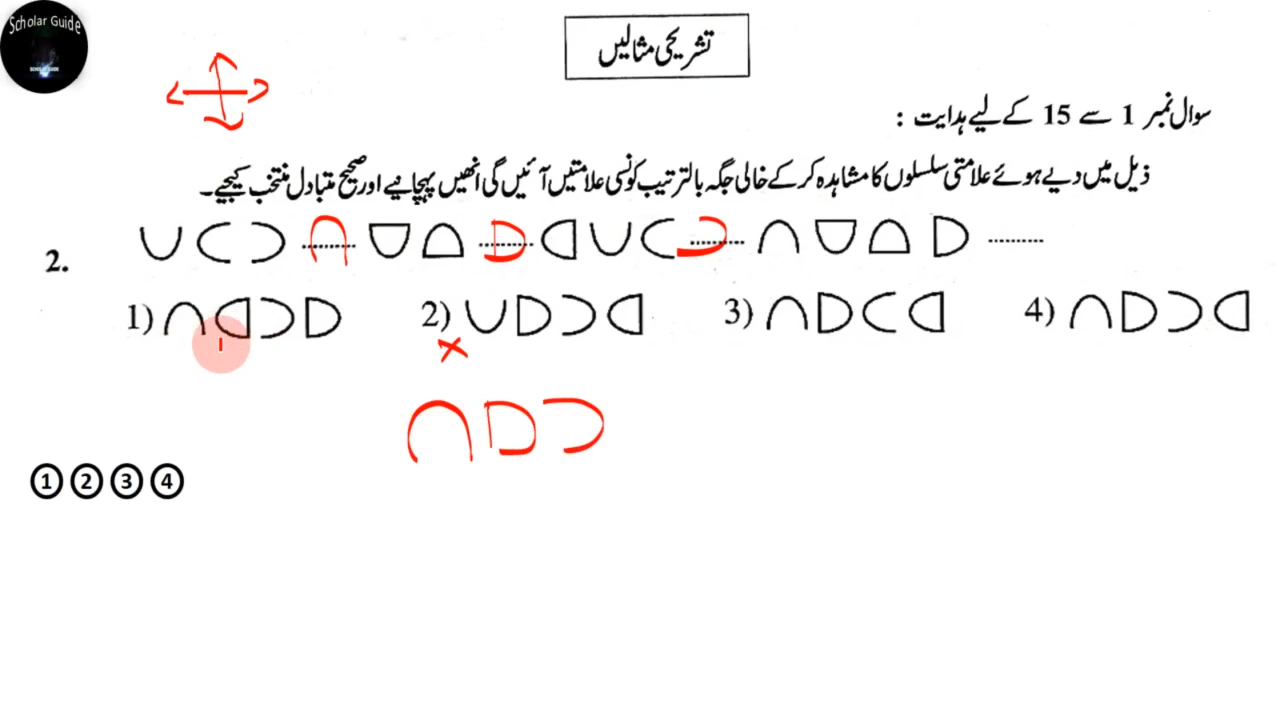 Scholar Guide
SCHOLAR GUIDE
تشریحی مثالیں
سوال نمبر 1 سے 15 کے لیے ہدایت :
ذیل میں دیے ہوئے علامتی سلسلوں کا مشاہدہ کر کے خالی جگہ بالترتیب کونسی علامتیں آئیں گی انھیں پہچانیے اور صحیح متبادل منتخب کیجیے۔
2. ∪ ⊂ ⊃ ......... ......... ......... .........
1) 2) 3) 4)
① ② ③ ④